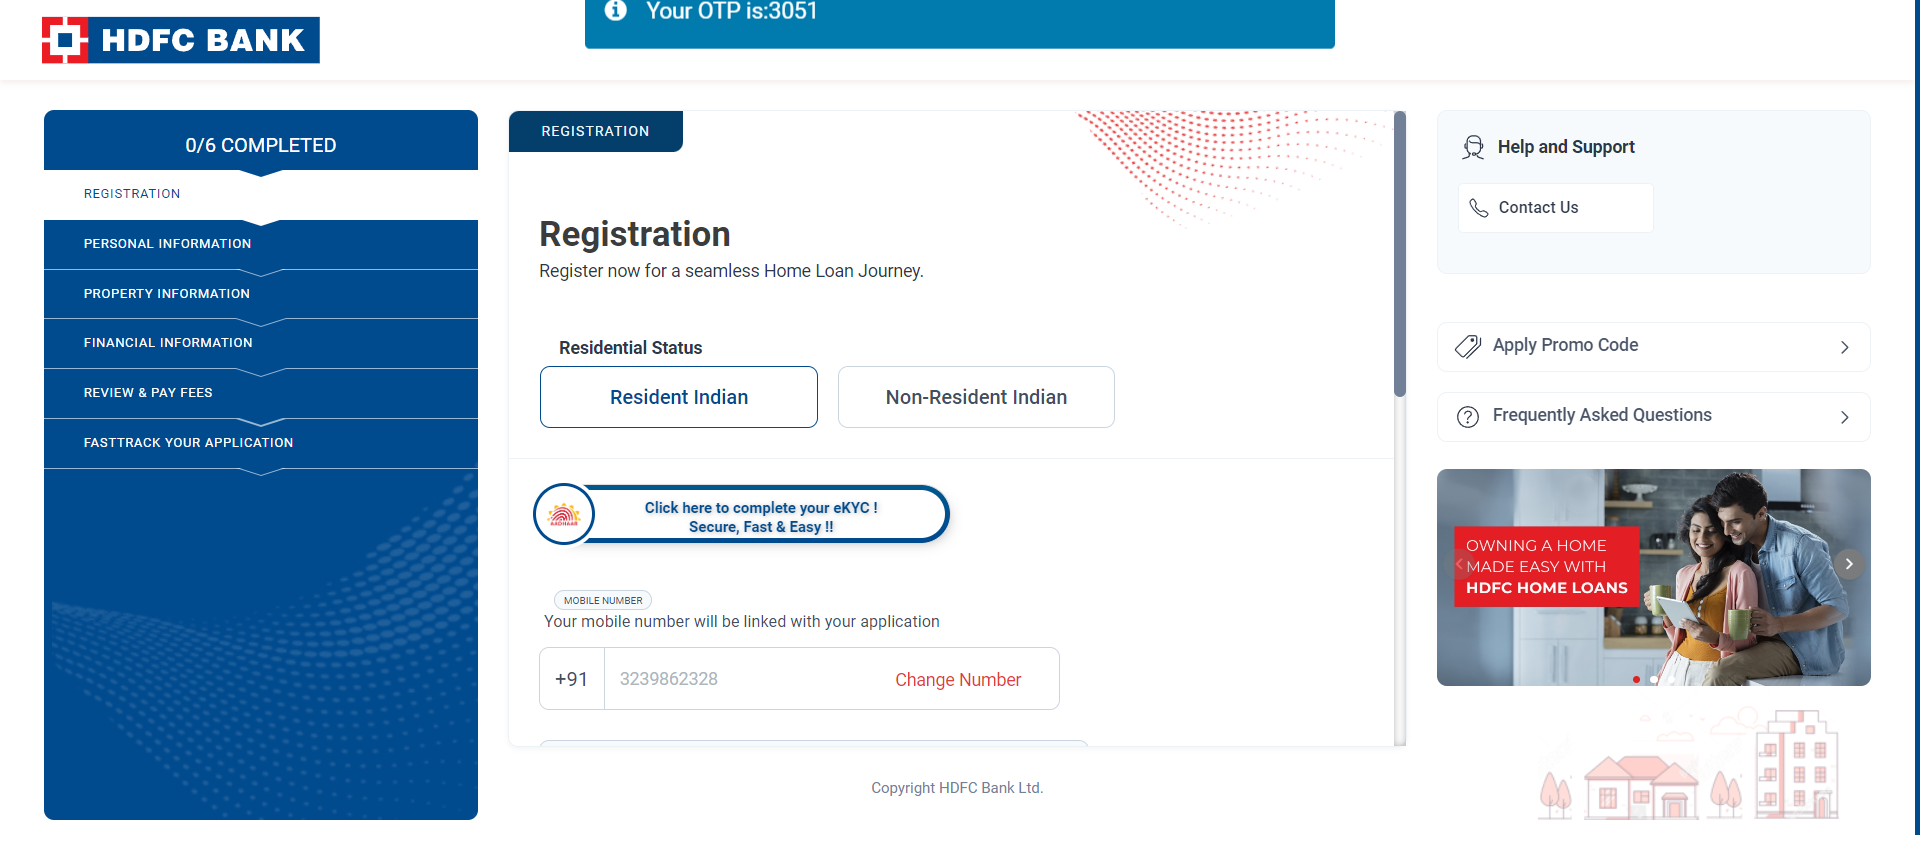 HDFC BANK
Your OTP is:3051
0/6 COMPLETED
REGISTRATION
PERSONAL INFORMATION
PROPERTY INFORMATION
FINANCIAL INFORMATION
REVIEW & PAY FEES
FASTTRACK YOUR APPLICATION
REGISTRATION
Registration
Register now for a seamless Home Loan Journey.
Residential Status
Resident Indian
Non-Resident Indian
AADHAAR
Click here to complete your eKYC !
Secure, Fast & Easy !!
MOBILE NUMBER
Your mobile number will be linked with your application
+91
3239862328
Change Number
Copyright HDFC Bank Ltd.
Help and Support
Contact Us
Apply Promo Code
Frequently Asked Questions
OWNING A HOME
MADE EASY WITH
HDFC HOME LOANS